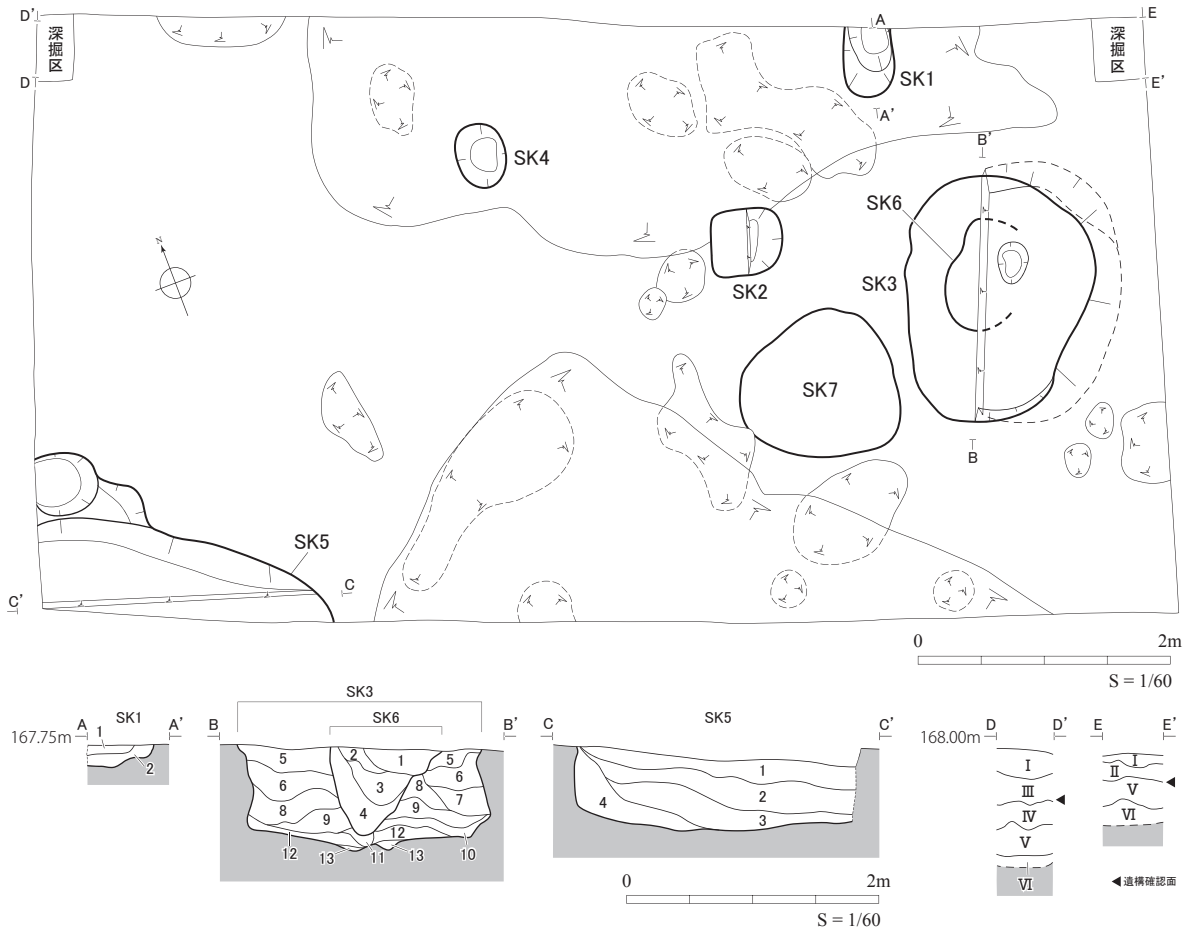 D'
深掘区
D
A
SK1
A'
E
深掘区
E'
SK4
B'
SK6
SK3
SK2
N
SK7
B
SK5
C
C'
0 2m
S = 1/60
167.75m
A SK1 A'
1
2
B SK3 B'
SK6
5 2 1 5
6 3 8 6
8 9 4 9 7
12
12 13 11 13 10
C SK5 C'
1
2
4
3
0 2m
S = 1/60
168.00m
D D'
Ⅰ
Ⅲ
Ⅳ
Ⅴ
Ⅵ
E E'
Ⅰ
Ⅱ
Ⅴ
Ⅵ
◀遺構確認面